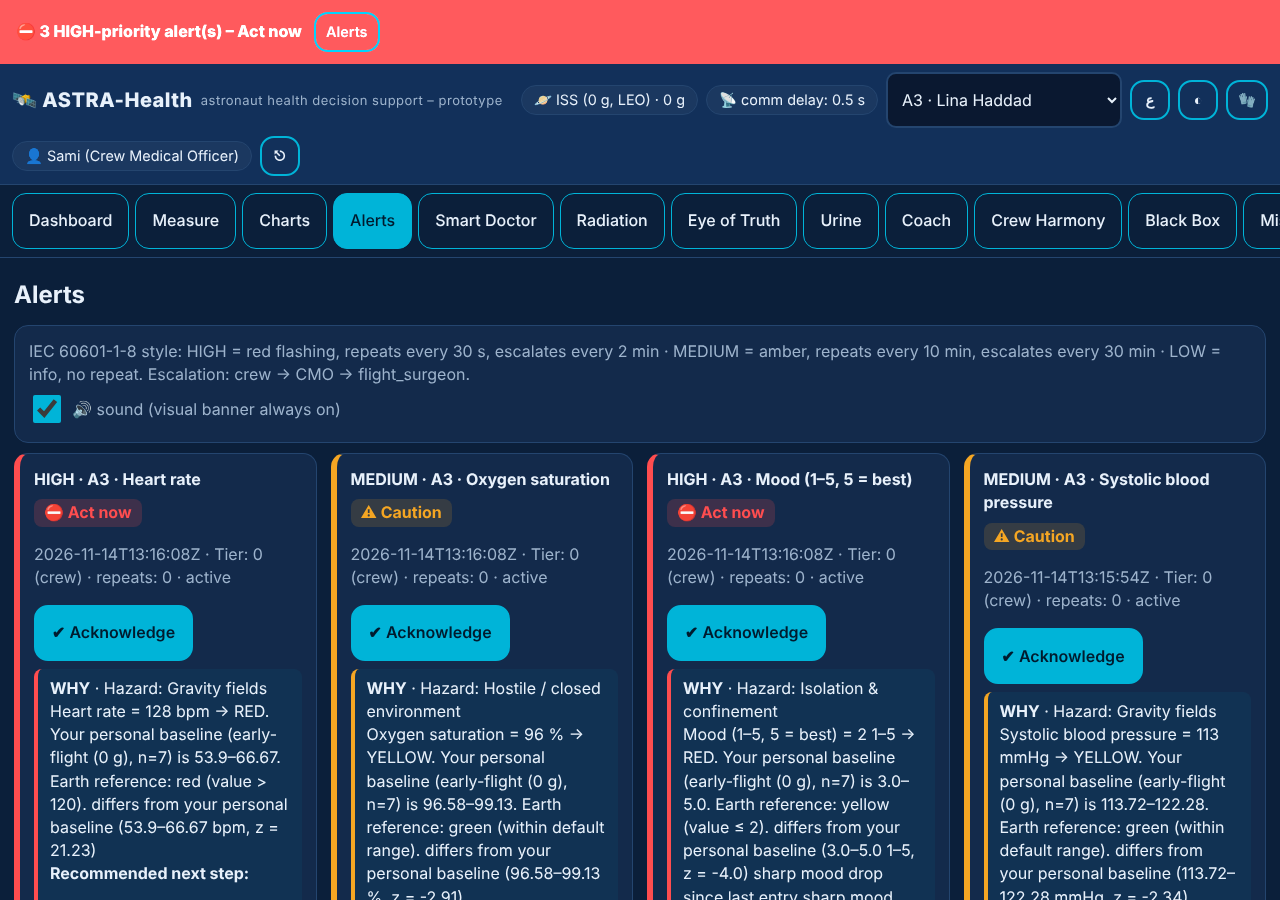 ⛔ 3 HIGH-priority alert(s) – Act now Alerts
🛰️ ASTRA-Health astronaut health decision support – prototype 🪐 ISS (0 g, LEO) · 0 g 📡 comm delay: 0.5 s A3 · Lina Haddad ع 🧤
👤 Sami (Crew Medical Officer)
Dashboard Measure Charts Alerts Smart Doctor Radiation Eye of Truth Urine Coach Crew Harmony Black Box Mi
Alerts
IEC 60601-1-8 style: HIGH = red flashing, repeats every 30 s, escalates every 2 min · MEDIUM = amber, repeats every 10 min, escalates every 30 min · LOW =
info, no repeat. Escalation: crew → CMO → flight_surgeon.
🔊 sound (visual banner always on)
HIGH · A3 · Heart rate
⛔ Act now
2026-11-14T13:16:08Z · Tier: 0
(crew) · repeats: 0 · active
✔ Acknowledge
WHY · Hazard: Gravity fields
Heart rate = 128 bpm → RED.
Your personal baseline (early-
flight (0 g), n=7) is 53.9–66.67.
Earth reference: red (value >
120). differs from your personal
baseline (53.9–66.67 bpm, z =
21.23)
Recommended next step:
MEDIUM · A3 · Oxygen saturation
⚠ Caution
2026-11-14T13:16:08Z · Tier: 0
(crew) · repeats: 0 · active
✔ Acknowledge
WHY · Hazard: Hostile / closed
environment
Oxygen saturation = 96 % →
YELLOW. Your personal
baseline (early-flight (0 g),
n=7) is 96.58–99.13. Earth
reference: green (within default
range). differs from your
personal baseline (96.58–99.13
%, z = -2.91)
HIGH · A3 · Mood (1–5, 5 = best)
⛔ Act now
2026-11-14T13:16:08Z · Tier: 0
(crew) · repeats: 0 · active
✔ Acknowledge
WHY · Hazard: Isolation &
confinement
Mood (1–5, 5 = best) = 2 1–5 →
RED. Your personal baseline
(early-flight (0 g), n=7) is 3.0–
5.0. Earth reference: yellow
(value ≤ 2). differs from your
personal baseline (3.0–5.0 1–5,
z = -4.0) sharp mood drop
since last entry sharp mood
MEDIUM · A3 · Systolic blood
pressure
⚠ Caution
2026-11-14T13:15:54Z · Tier: 0
(crew) · repeats: 0 · active
✔ Acknowledge
WHY · Hazard: Gravity fields
Systolic blood pressure = 113
mmHg → YELLOW. Your
personal baseline (early-flight
(0 g), n=7) is 113.72–122.28.
Earth reference: green (within
default range). differs from
your personal baseline (113.72–
122.28 mmHg, z = -2.34)